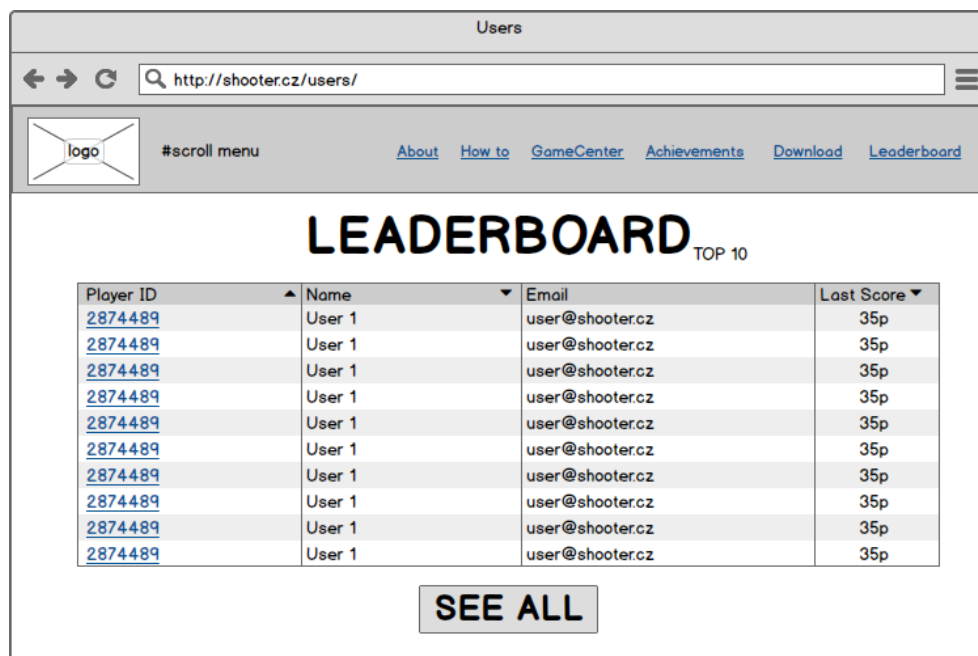 Users
http://shooter.cz/users/
logo #scroll menu About How to GameCenter Achievements Download Leaderboard
LEADERBOARD TOP 10
Player ID Name Email Last Score
2874489 User 1 user@shooter.cz 35p
2874489 User 1 user@shooter.cz 35p
2874489 User 1 user@shooter.cz 35p
2874489 User 1 user@shooter.cz 35p
2874489 User 1 user@shooter.cz 35p
2874489 User 1 user@shooter.cz 35p
2874489 User 1 user@shooter.cz 35p
2874489 User 1 user@shooter.cz 35p
2874489 User 1 user@shooter.cz 35p
2874489 User 1 user@shooter.cz 35p
SEE ALL